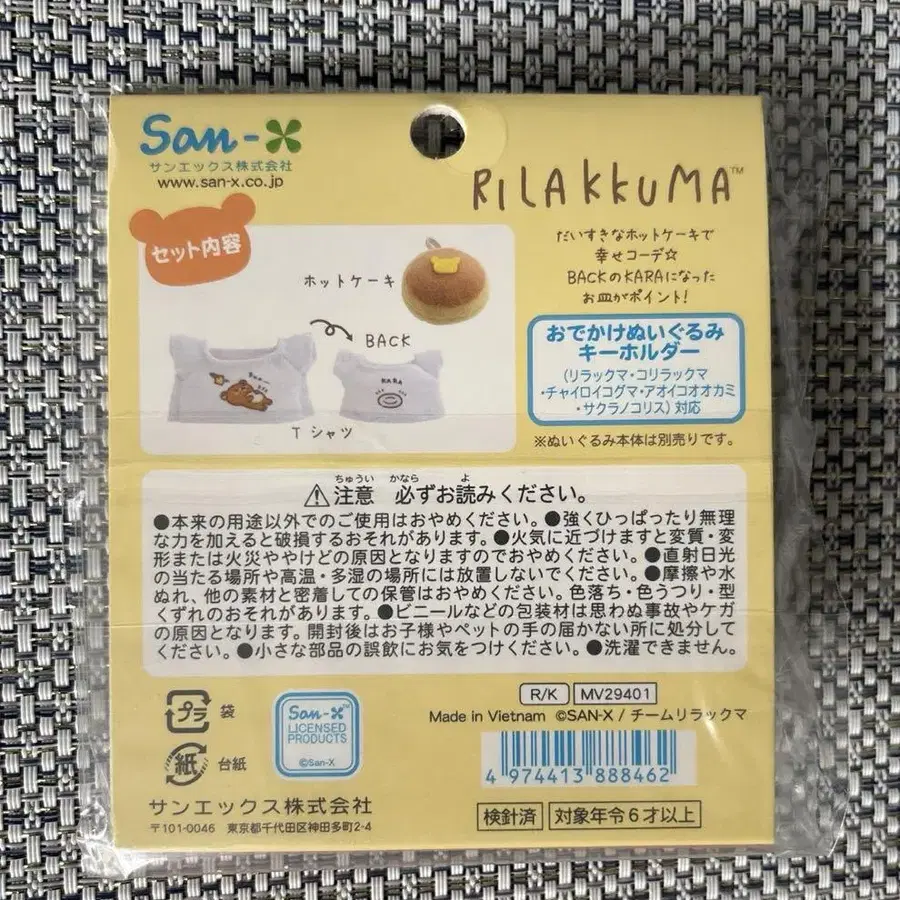 San-X
サンエックス株式会社
www.san-x.co.jp
RILAKKUMA™
だいすきなホットケーキで
幸せコーデ☆
BACKのKARAになった
お皿がポイント!
セット内容
ホットケーキ
BACK
KARA
Tシャツ
おでかけぬいぐるみ
キーホルダー
(リラックマ・コリラックマ
・チャイロイコグマ・アオイコオオカミ
・サクラノコリス)対応
※ぬいぐるみ本体は別売りです。
ちゅうい かなら よ
⚠注意 必ずお読みください。
●本来の用途以外でのご使用はおやめください。●強くひっぱったり無理
な力を加えると破損するおそれがあります。●火気に近づけますと変質・変
形または火災ややけどの原因となりますのでおやめください。●直射日光
の当たる場所や高温・多湿の場所には放置しないでください。●摩擦や水
ぬれ、他の素材と密着しての保管はおやめください。色落ち・色うつり・型
くずれのおそれがあります。●ビニールなどの包装材は思わぬ事故やケガ
の原因となります。開封後はお子様やペットの手の届かない所に処分して
ください。●小さな部品の誤飲にお気をつけください。●洗濯できません。
R/K MV29401
Made in Vietnam ©SAN-X / チームリラックマ
プラ 袋
San-X™
LICENSED
PRODUCTS
©San-X
紙 台紙
4 974413 888462
サンエックス株式会社
〒101-0046 東京都千代田区神田多町2-4
検針済 対象年令6才以上